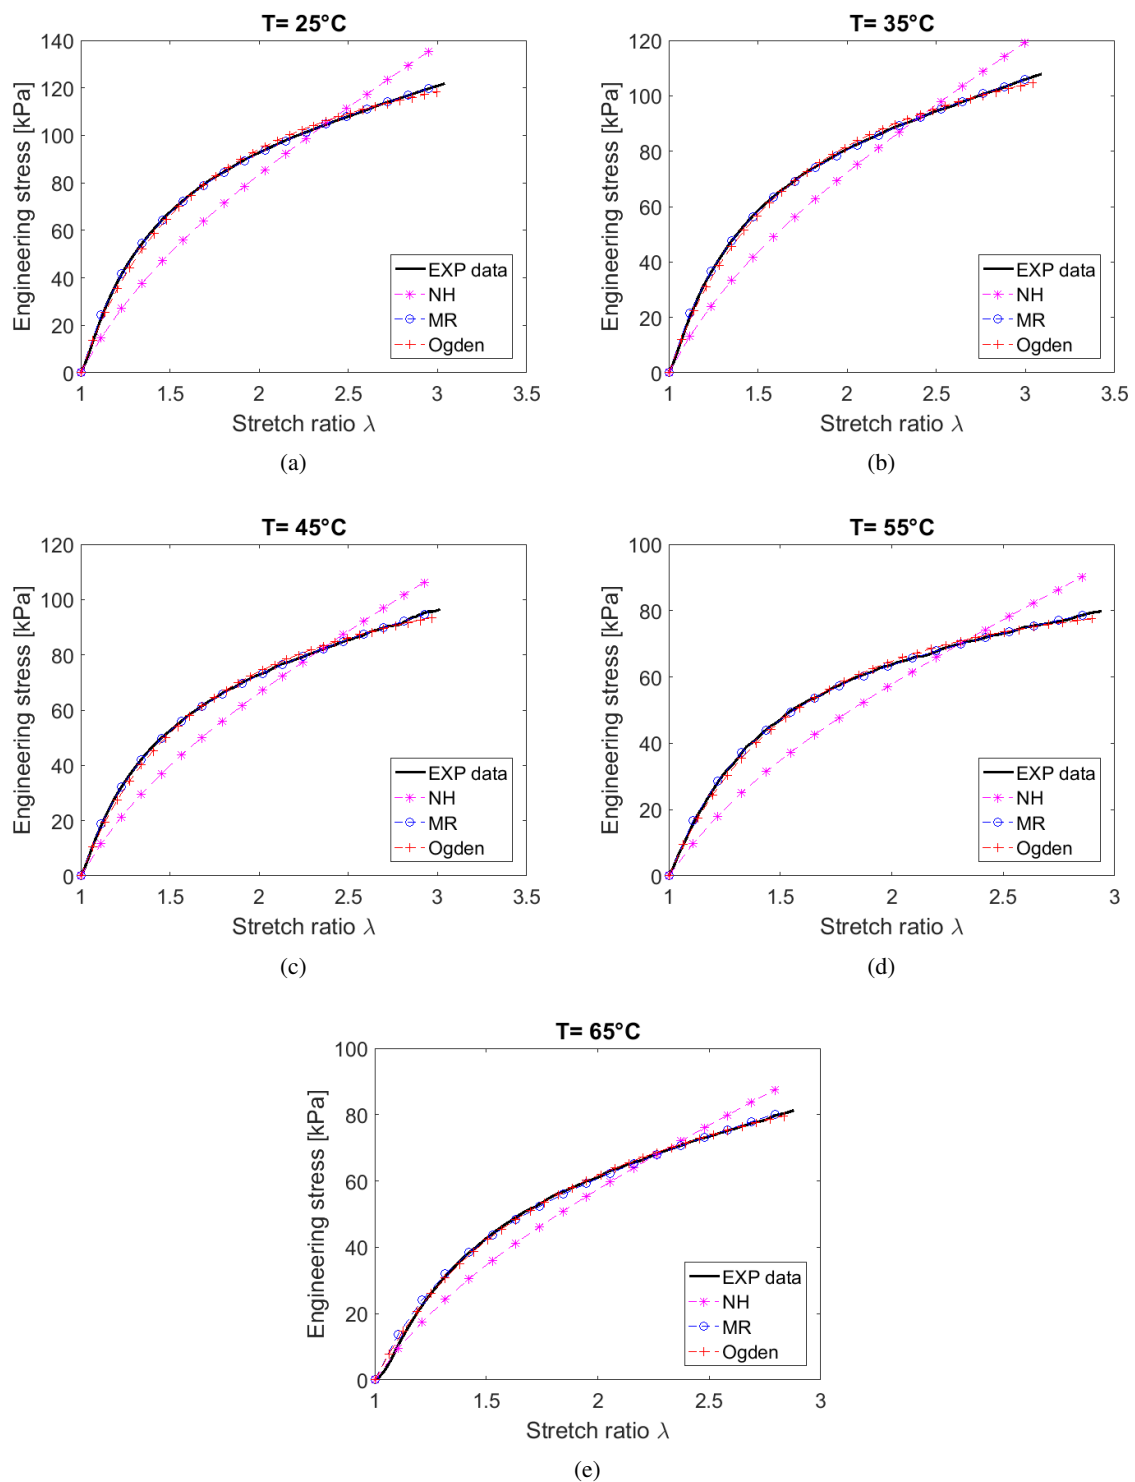 T= 25°C
Engineering stress [kPa]
140
120
100
80
60
40
20
0
EXP data
NH
MR
Ogden
1 1.5 2 2.5 3 3.5
Stretch ratio λ
(a)
T= 35°C
Engineering stress [kPa]
120
100
80
60
40
20
0
EXP data
NH
MR
Ogden
1 1.5 2 2.5 3 3.5
Stretch ratio λ
(b)
T= 45°C
Engineering stress [kPa]
120
100
80
60
40
20
0
EXP data
NH
MR
Ogden
1 1.5 2 2.5 3 3.5
Stretch ratio λ
(c)
T= 55°C
Engineering stress [kPa]
100
80
60
40
20
0
EXP data
NH
MR
Ogden
1 1.5 2 2.5 3
Stretch ratio λ
(d)
T= 65°C
Engineering stress [kPa]
100
80
60
40
20
0
EXP data
NH
MR
Ogden
1 1.5 2 2.5 3
Stretch ratio λ
(e)